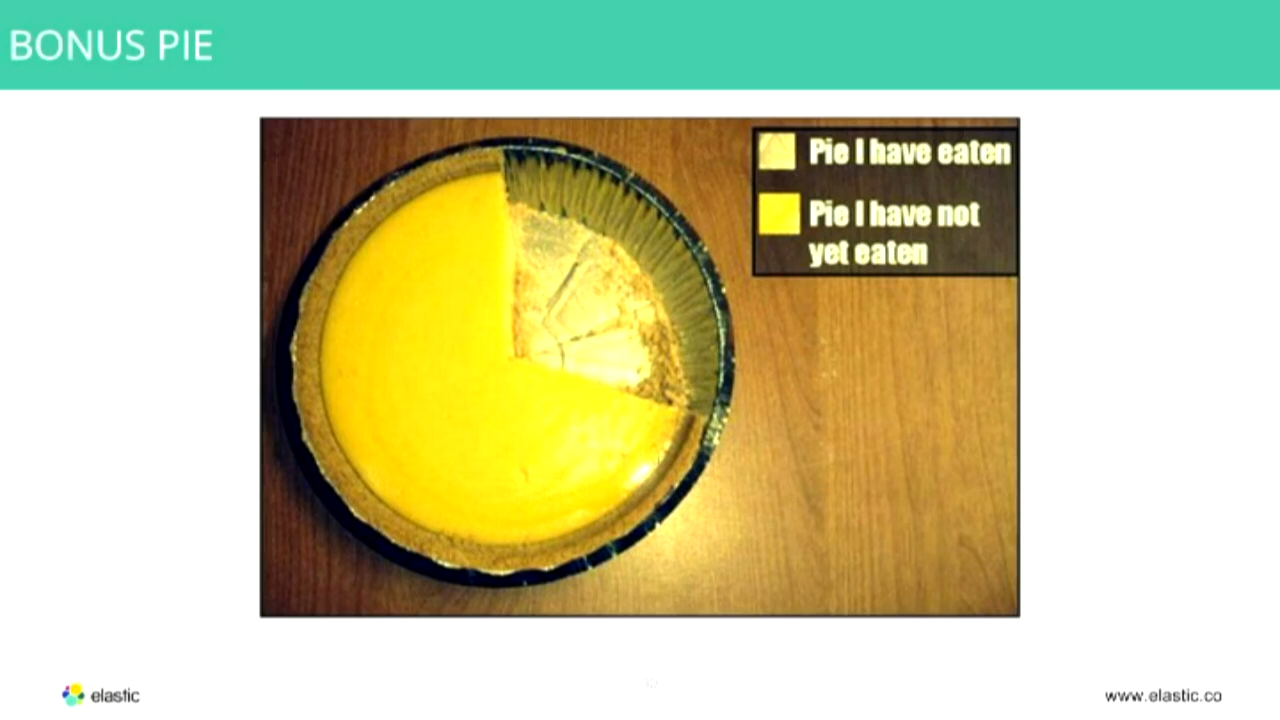 BONUS PIE
Pie I have eaten
Pie I have not
yet eaten
elastic
www.elastic.co